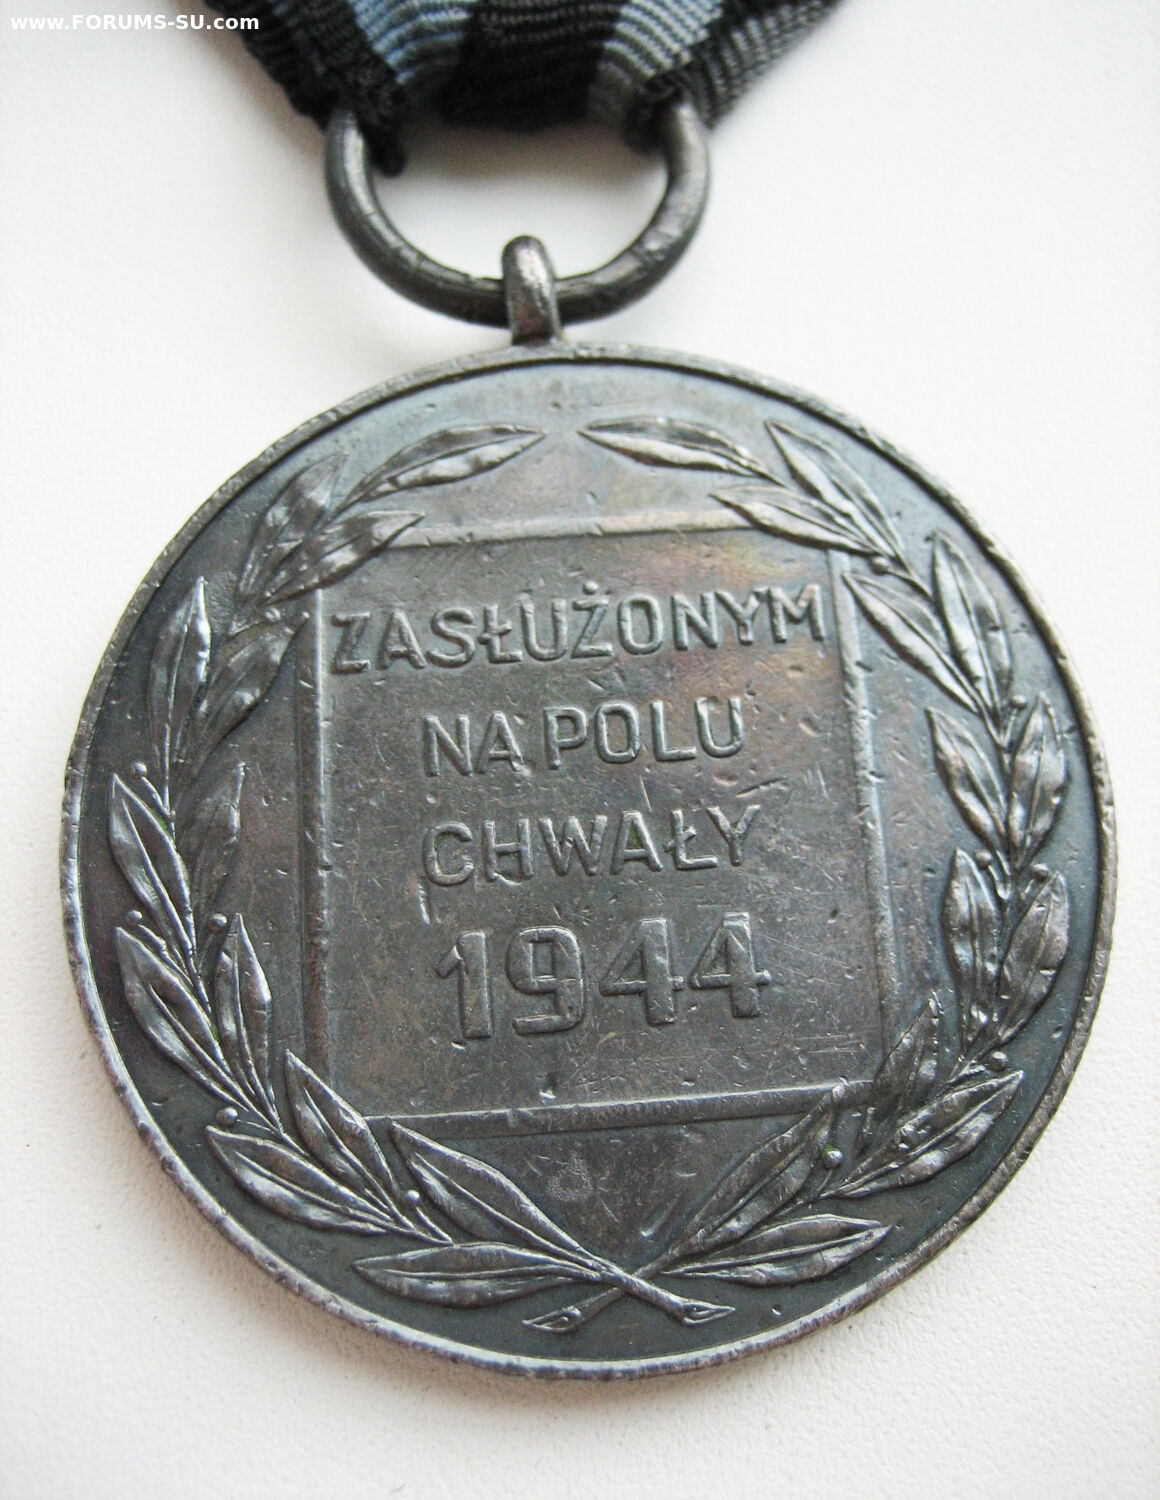 www.FORUMS-SU.com
ZASŁUŻONYM
NA POLU
CHWAŁY
1944